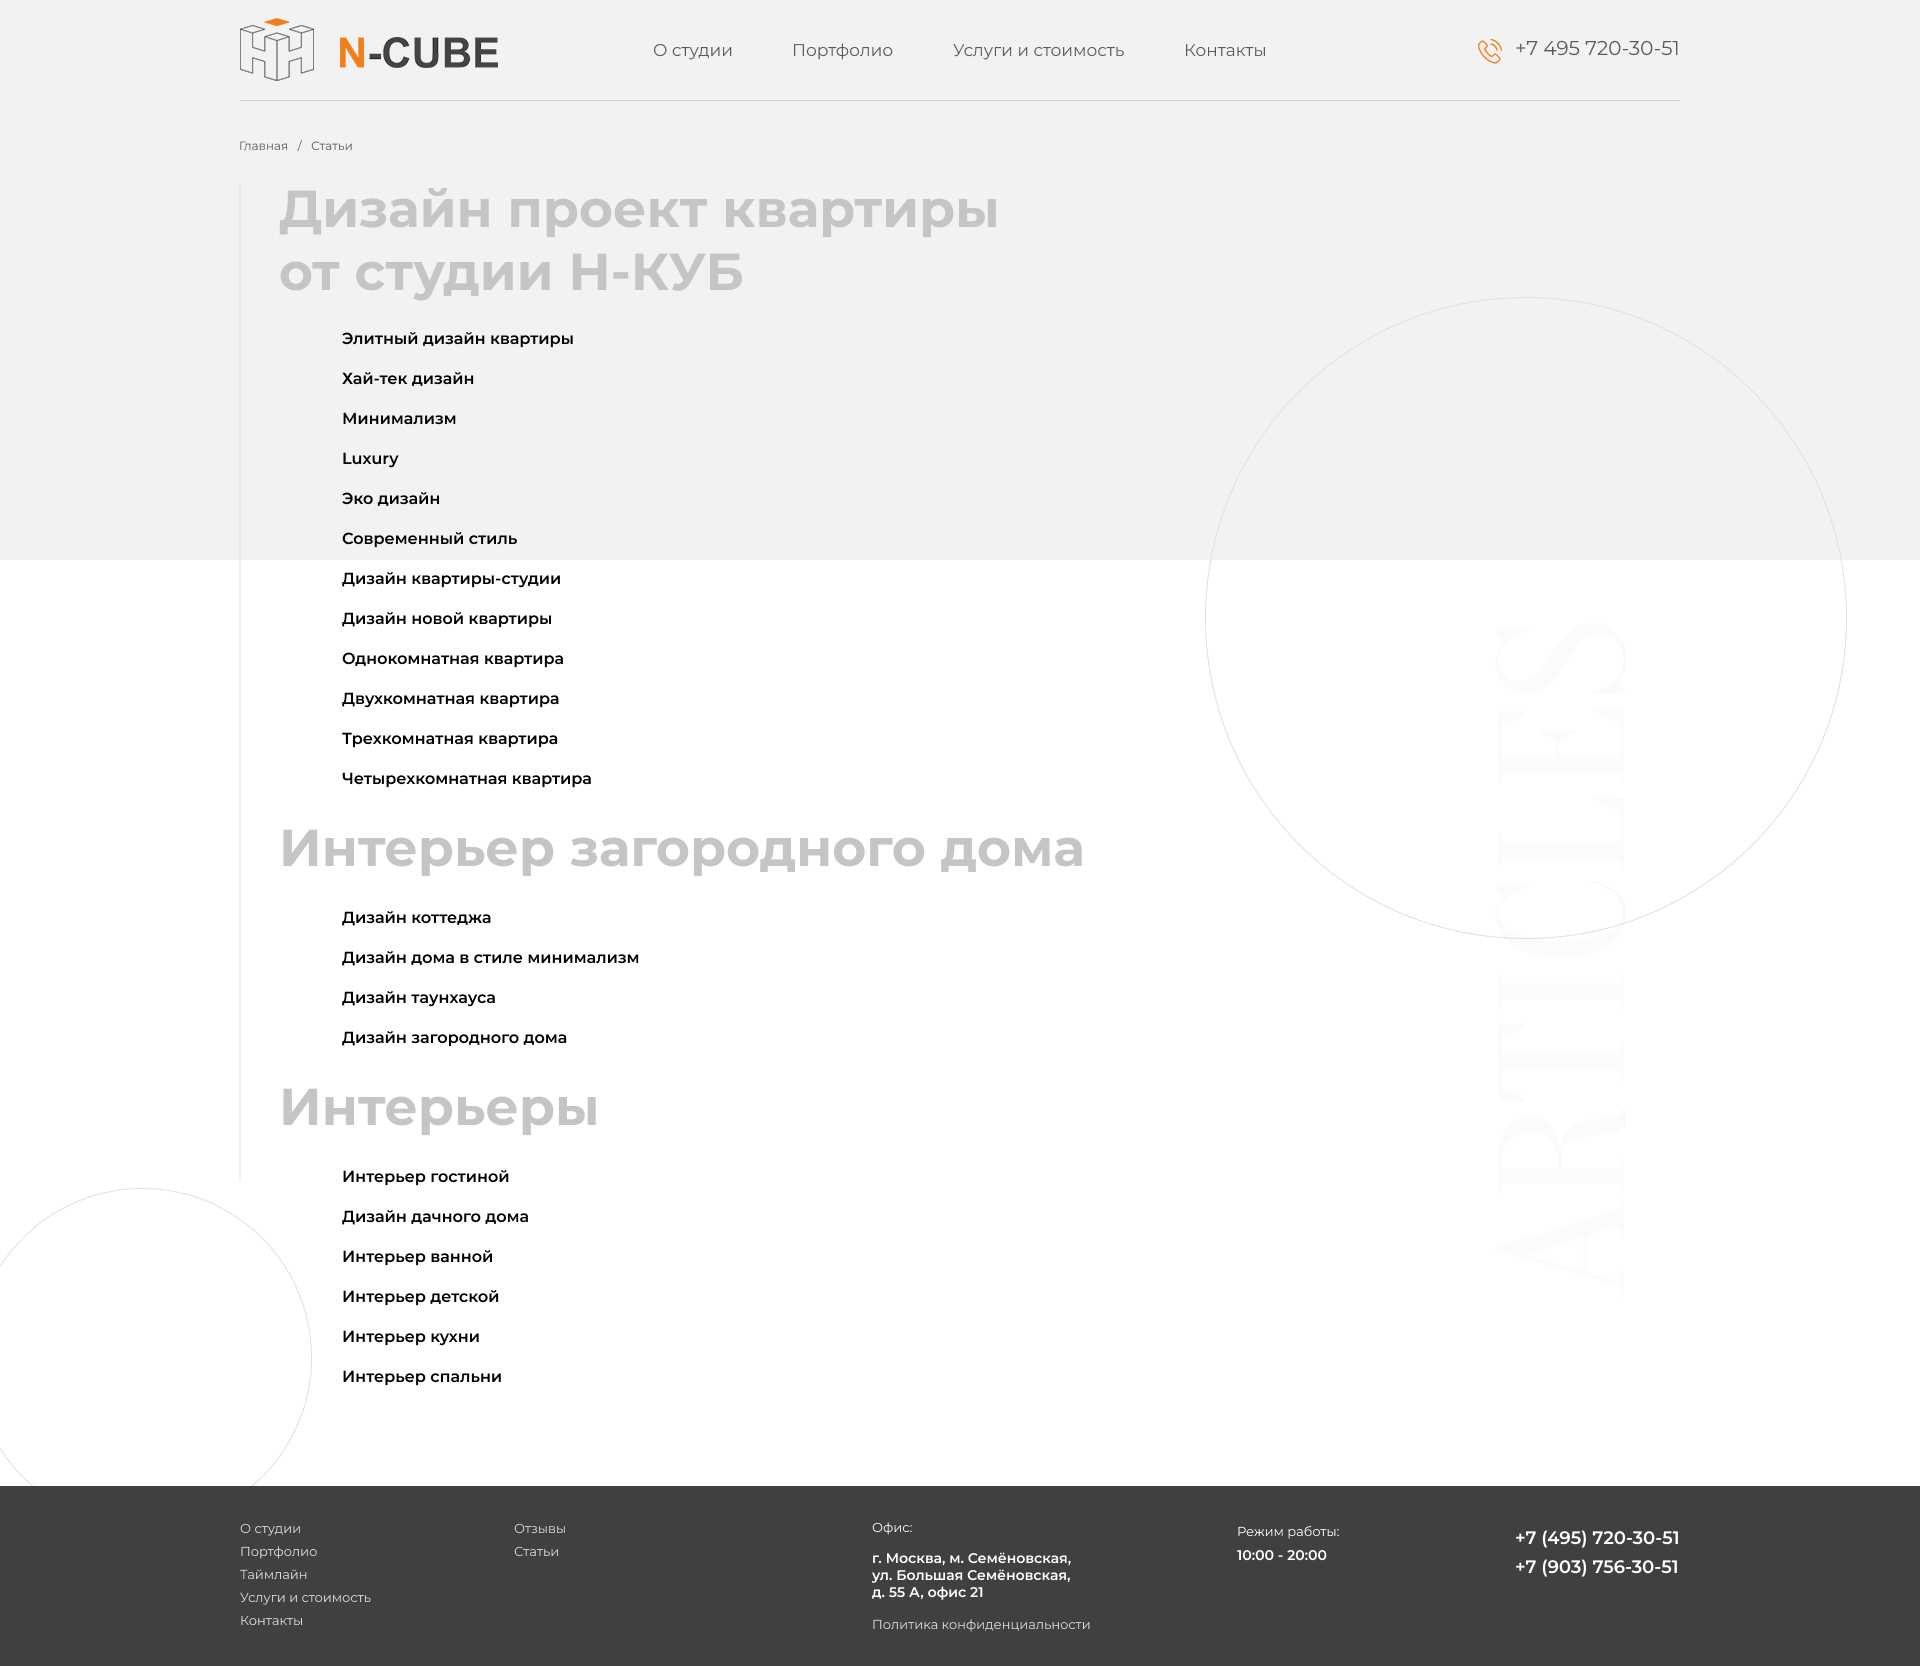 N-CUBE
О студии
Портфолио
Услуги и стоимость
Контакты
+7 495 720-30-51
Главная / Статьи
Дизайн проект квартиры
от студии Н-КУБ
Элитный дизайн квартиры
Хай-тек дизайн
Минимализм
Luxury
Эко дизайн
Современный стиль
Дизайн квартиры-студии
Дизайн новой квартиры
Однокомнатная квартира
Двухкомнатная квартира
Трехкомнатная квартира
Четырехкомнатная квартира
Интерьер загородного дома
Дизайн коттеджа
Дизайн дома в стиле минимализм
Дизайн таунхауса
Дизайн загородного дома
Интерьеры
Интерьер гостиной
Дизайн дачного дома
Интерьер ванной
Интерьер детской
Интерьер кухни
Интерьер спальни
ARTICLES
О студии
Портфолио
Таймлайн
Услуги и стоимость
Контакты
Отзывы
Статьи
Офис:
г. Москва, м. Семёновская,
ул. Большая Семёновская,
д. 55 А, офис 21
Политика конфиденциальности
Режим работы:
10:00 - 20:00
+7 (495) 720-30-51
+7 (903) 756-30-51